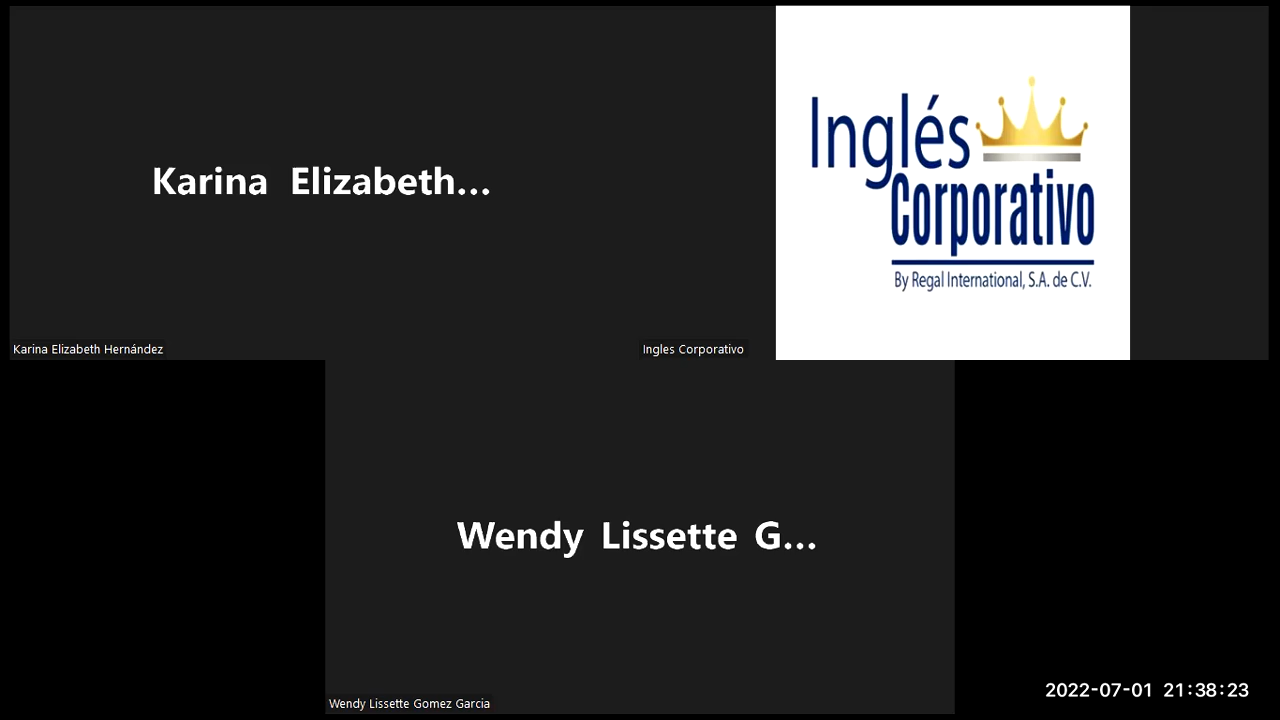 Karina Elizabeth...
Karina Elizabeth Hernández
Inglés
Corporativo
By Regal International, S.A. de C.V.
Ingles Corporativo
Wendy Lissette G...
Wendy Lissette Gomez Garcia
2022-07-01 21:38:23